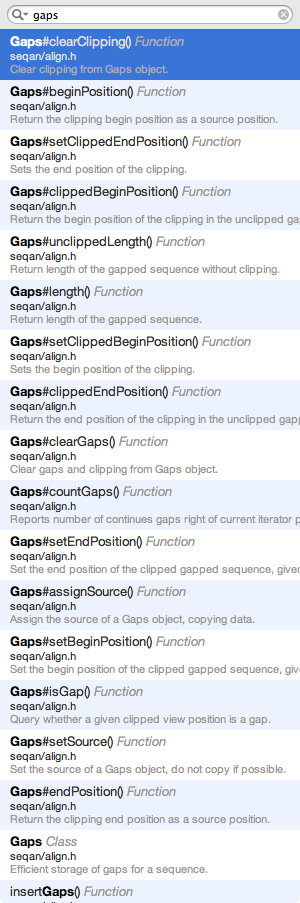 gaps
Gaps#clearClipping() Function
seqan/align.h
Clear clipping from Gaps object.
Gaps#beginPosition() Function
seqan/align.h
Return the clipping begin position as a source position.
Gaps#setClippedEndPosition() Function
seqan/align.h
Sets the end position of the clipping.
Gaps#clippedBeginPosition() Function
seqan/align.h
Return the begin position of the clipping in the unclipped ga
Gaps#unclippedLength() Function
seqan/align.h
Return length of the gapped sequence without clipping.
Gaps#length() Function
seqan/align.h
Return length of the gapped sequence.
Gaps#setClippedBeginPosition() Function
seqan/align.h
Sets the begin position of the clipping.
Gaps#clippedEndPosition() Function
seqan/align.h
Return the end position of the clipping in the unclipped gapp
Gaps#clearGaps() Function
seqan/align.h
Clear gaps and clipping from Gaps object.
Gaps#countGaps() Function
seqan/align.h
Reports number of continues gaps right of current iterator p
Gaps#setEndPosition() Function
seqan/align.h
Set the end position of the clipped gapped sequence, given
Gaps#assignSource() Function
seqan/align.h
Assign the source of a Gaps object, copying data.
Gaps#setBeginPosition() Function
seqan/align.h
Set the begin position of the clipped gapped sequence, give
Gaps#isGap() Function
seqan/align.h
Query whether a given clipped view position is a gap.
Gaps#setSource() Function
seqan/align.h
Set the source of a Gaps object, do not copy if possible.
Gaps#endPosition() Function
seqan/align.h
Return the clipping end position as a source position.
Gaps Class
seqan/align.h
Efficient storage of gaps for a sequence.
insertGaps() Function